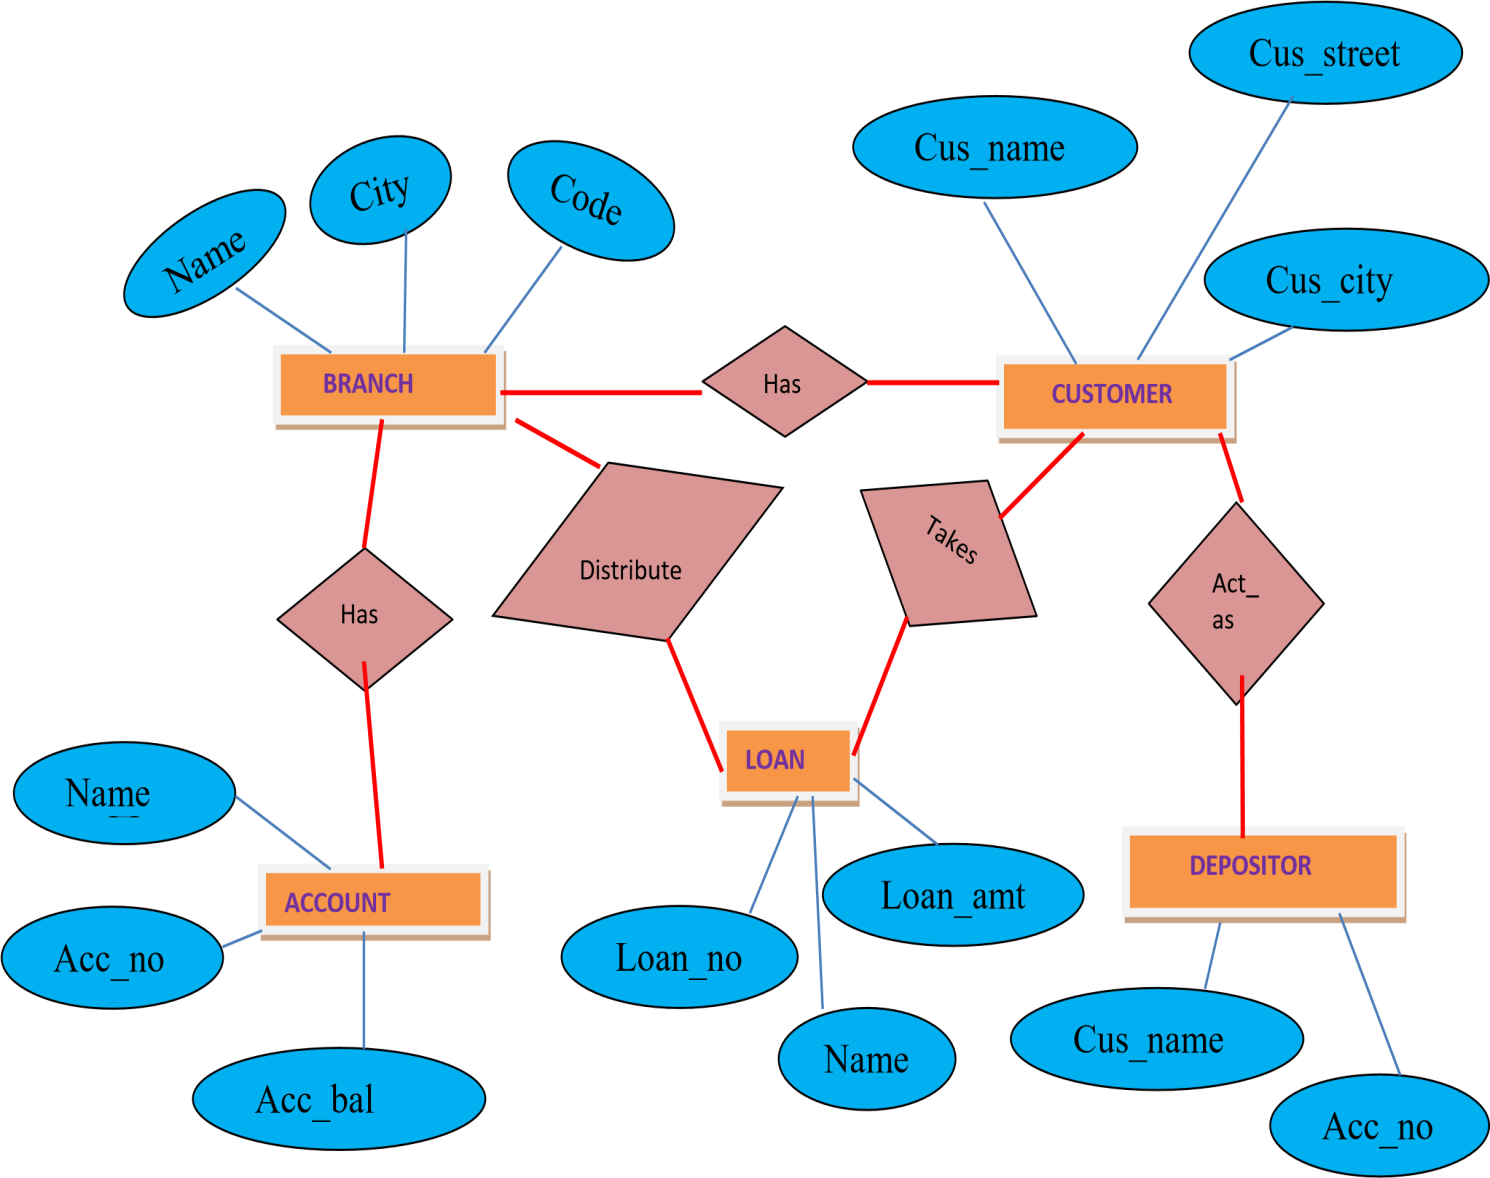 Cus_street
Cus_name
City
Code
Name
Cus_city
BRANCH
Has
CUSTOMER
Takes
Distribute
Act_
as
Has
LOAN
Name
DEPOSITOR
ACCOUNT
Loan_amt
Acc_no
Loan_no
Cus_name
Name
Acc_bal
Acc_no